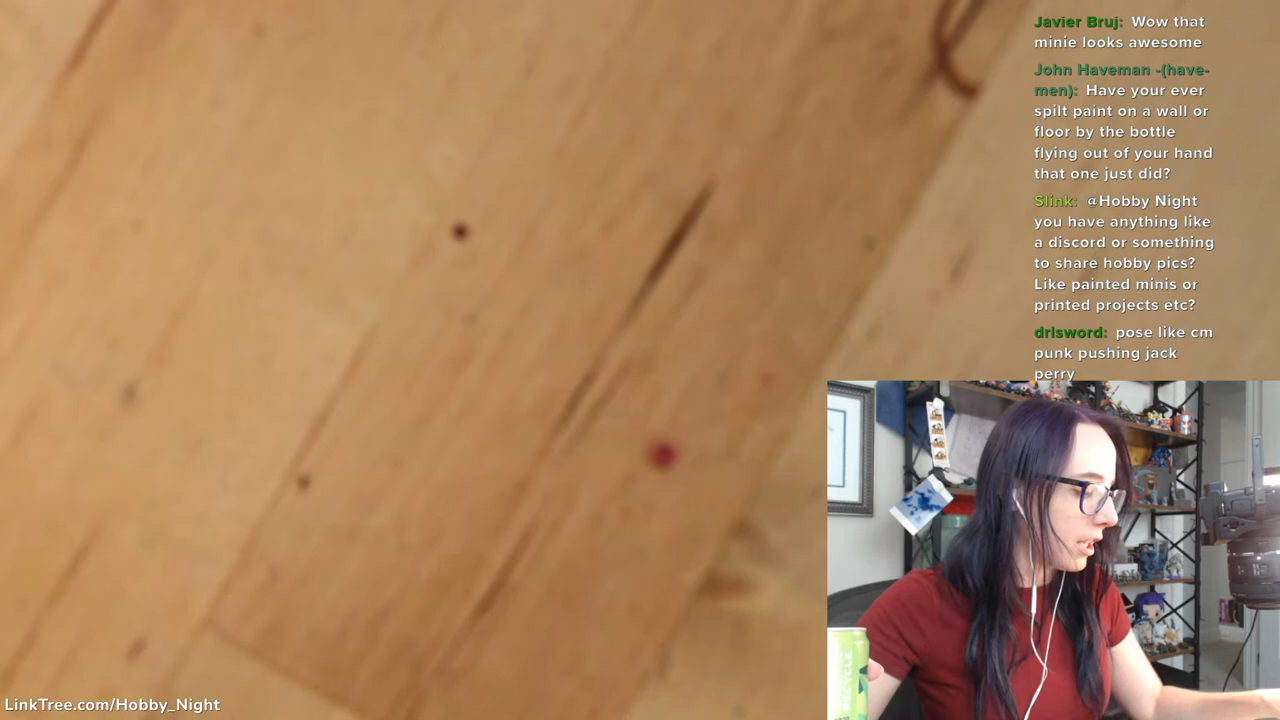 Javier Bruj: Wow that
minie looks awesome
John Haveman -(have-
men): Have your ever
spilt paint on a wall or
floor by the bottle
flying out of your hand
that one just did?
Slink: @Hobby Night
you have anything like
a discord or something
to share hobby pics?
Like painted minis or
printed projects etc?
drlsword: pose like cm
punk pushing jack
perry
LinkTree.com/Hobby_Night